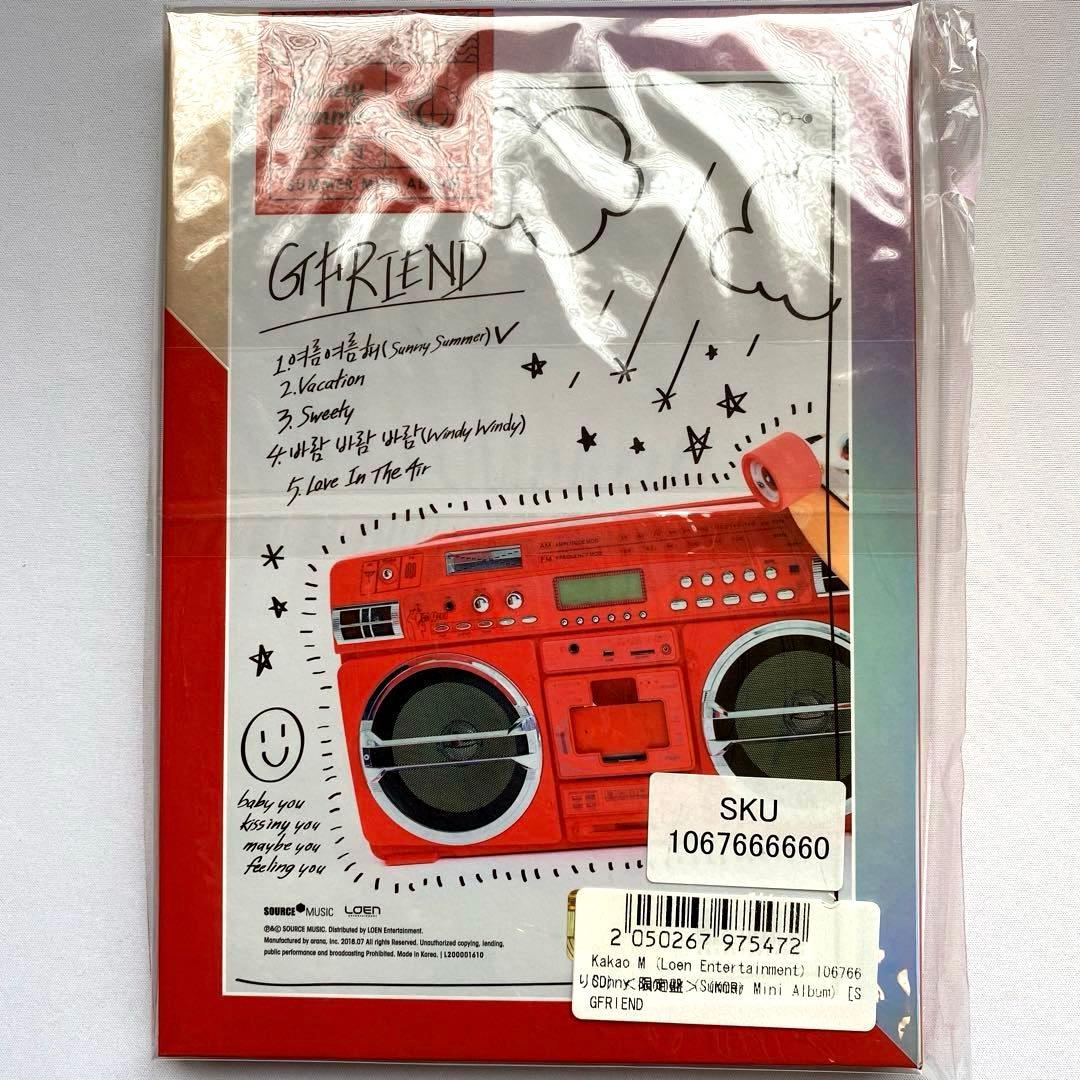 SUMMER MINI ALBUM
GFRIEND
1.여름여름해(Sunny Summer)✓
2.Vacation
3.Sweety
4.바람 바람 바람(Windy Windy)
5.Love In The Air
baby you
kissiny you
maybe you
feeling you
SOURCE MUSIC LOEN ENTERTAINMENT
℗&© SOURCE MUSIC. Distributed by LOEN Entertainment.
Manufactured by arana, Inc. 2018.07 All rights Reserved. Unauthorized copying, lending,
public performance and broadcasting Prohibited. Made in Korea. | L200001610
SKU
1067666660
2 050267 975472
Kakao M (Loen Entertainment) 106766
Mini Album) [S
GFRIEND